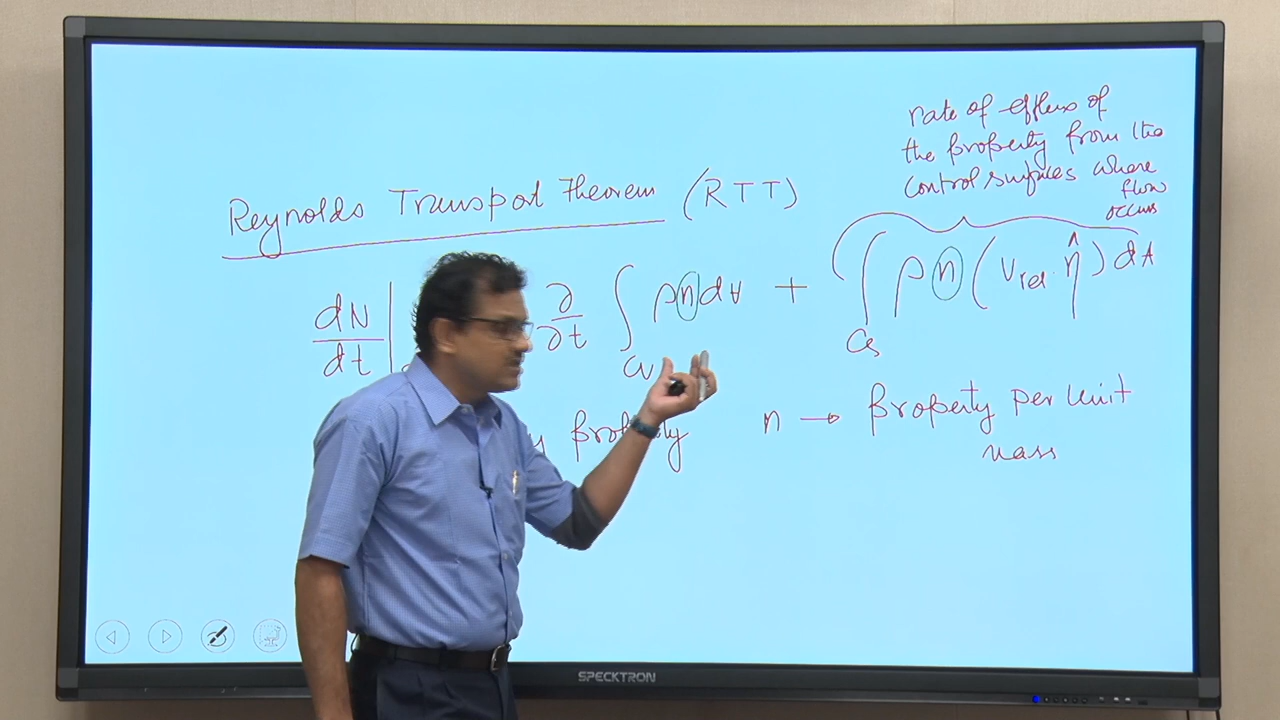 rate of efflux of
the property from the
control surfaces where
flow
occurs
Reynolds Transport Theorem (RTT)
dN/dt | ∂/∂t ∫ ρ n dV + ∫ ρ n (Vrel · η̂) dA
CV CS
property n → property per unit
mass
SPECKTRON